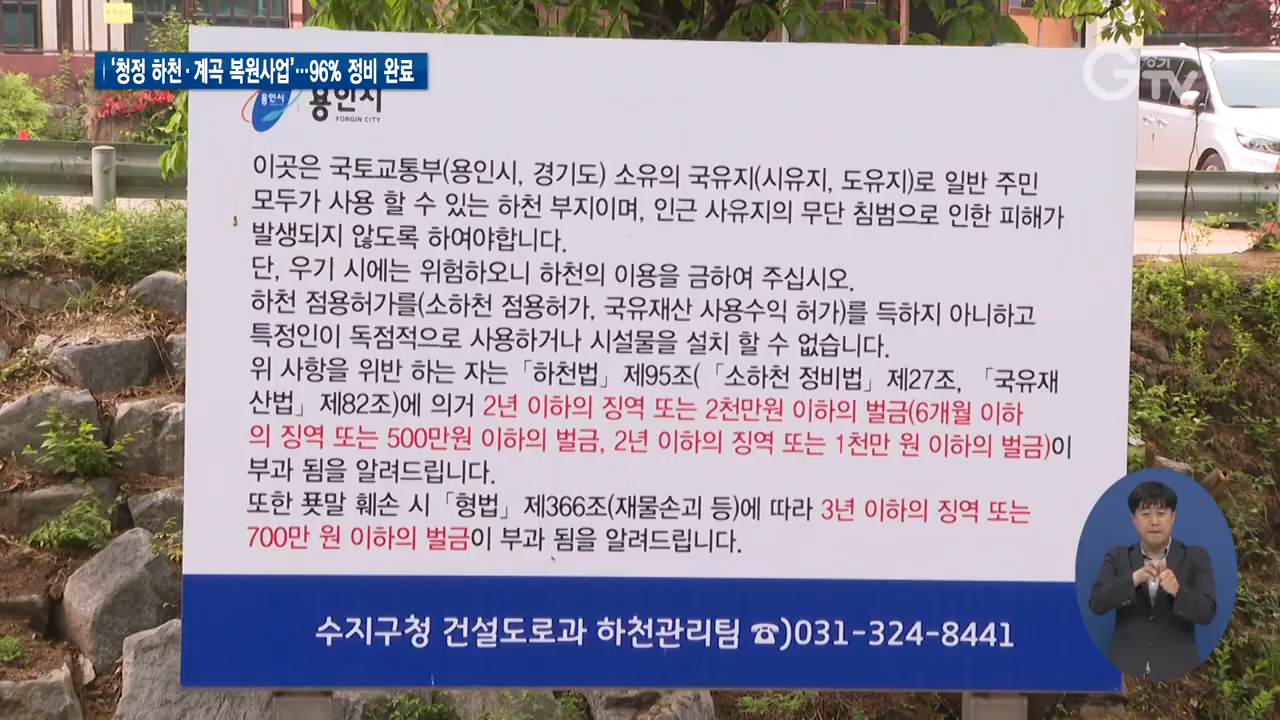 '청정 하천·계곡 복원사업'…96% 정비 완료
경기
GTV
용인시
용인시
YONGIN CITY
이곳은 국토교통부(용인시, 경기도) 소유의 국유지(시유지, 도유지)로 일반 주민
모두가 사용 할 수 있는 하천 부지이며, 인근 사유지의 무단 침범으로 인한 피해가
발생되지 않도록 하여야합니다.
단, 우기 시에는 위험하오니 하천의 이용을 금하여 주십시오.
하천 점용허가를(소하천 점용허가, 국유재산 사용수익 허가)를 득하지 아니하고
특정인이 독점적으로 사용하거나 시설물을 설치 할 수 없습니다.
위 사항을 위반 하는 자는「하천법」제95조(「소하천 정비법」제27조, 「국유재
산법」제82조)에 의거 2년 이하의 징역 또는 2천만원 이하의 벌금(6개월 이하
의 징역 또는 500만원 이하의 벌금, 2년 이하의 징역 또는 1천만 원 이하의 벌금)이
부과 됨을 알려드립니다.
또한 푯말 훼손 시「형법」제366조(재물손괴 등)에 따라 3년 이하의 징역 또는
700만 원 이하의 벌금이 부과 됨을 알려드립니다.
수지구청 건설도로과 하천관리팀 ☎)031-324-8441